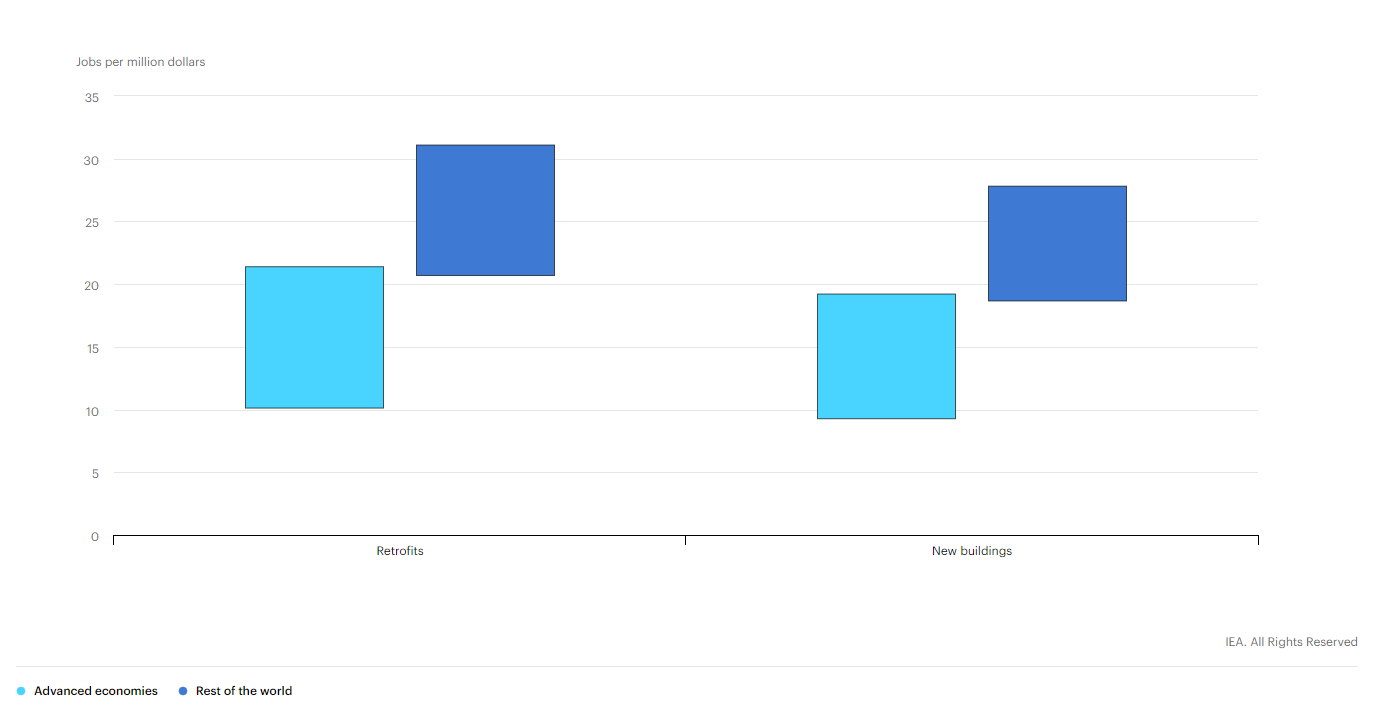 Jobs per million dollars
35
30
25
20
15
10
5
0
Retrofits
New buildings
IEA. All Rights Reserved
Advanced economies
Rest of the world